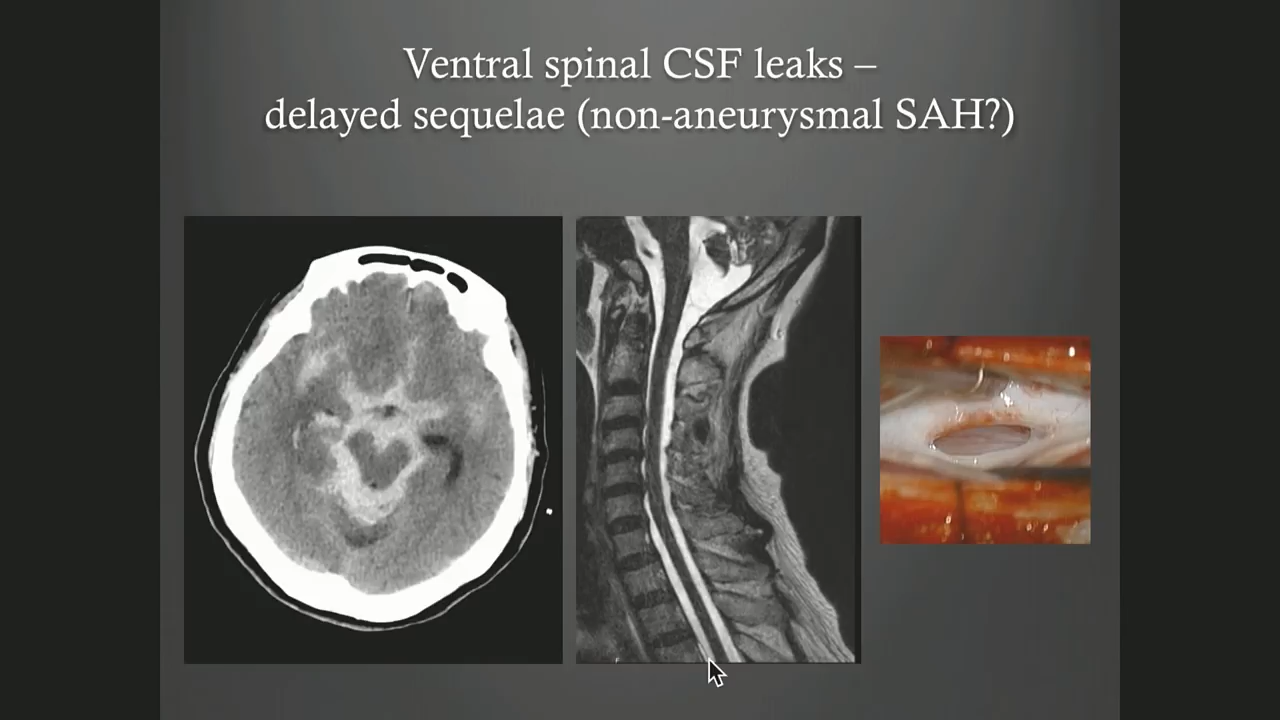 Ventral spinal CSF leaks –
delayed sequelae (non-aneurysmal SAH?)